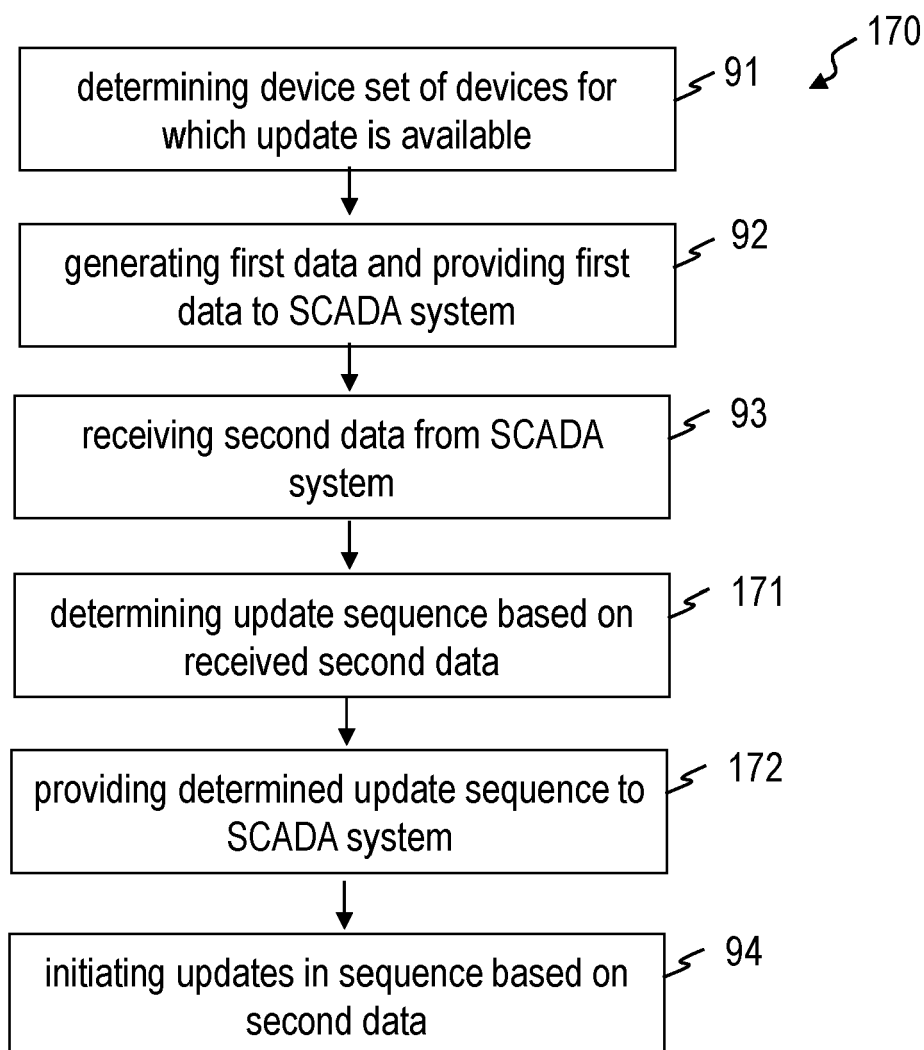 170
91
determining device set of devices for
which update is available
92
generating first data and providing first
data to SCADA system
93
receiving second data from SCADA
system
171
determining update sequence based on
received second data
172
providing determined update sequence to
SCADA system
94
initiating updates in sequence based on
second data